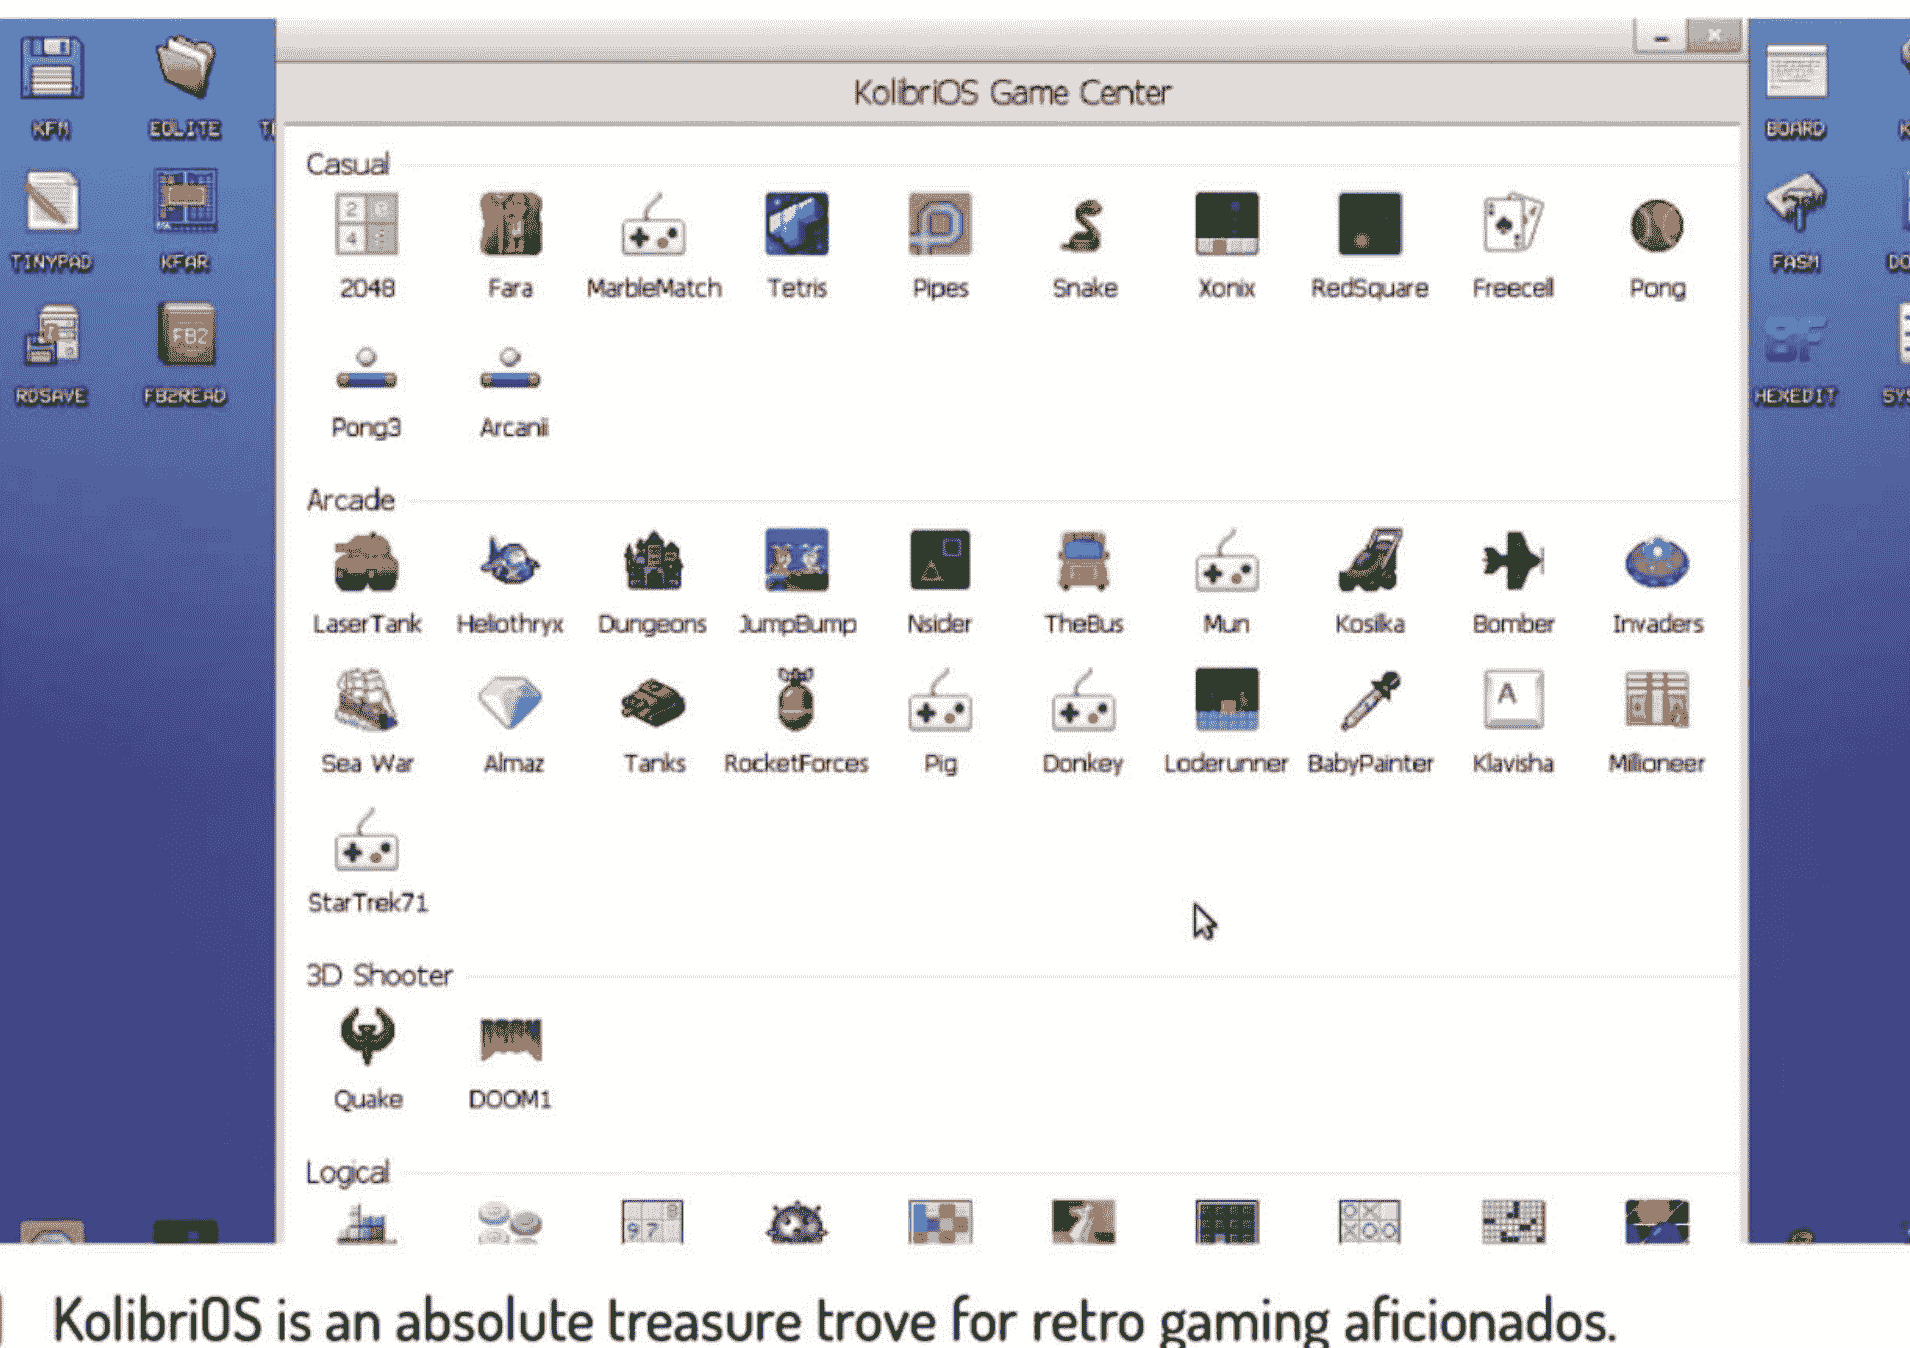 KolibriOS Game Center
KFM EOLITE
BOARD
TINYPAD KFAR
FASM
RDSAVE FB2READ
HEXEDIT
FB2
Casual
2048 Fara MarbleMatch Tetris Pipes Snake Xonix RedSquare Freecell Pong
Pong3 Arcanii
Arcade
LaserTank Heliothryx Dungeons JumpBump Nsider TheBus Mun Kosilka Bomber Invaders
A
Sea War Almaz Tanks RocketForces Pig Donkey Loderunner BabyPainter Klavisha Millioneer
StarTrek71
3D Shooter
Quake DOOM1
Logical
KolibriOS is an absolute treasure trove for retro gaming aficionados.